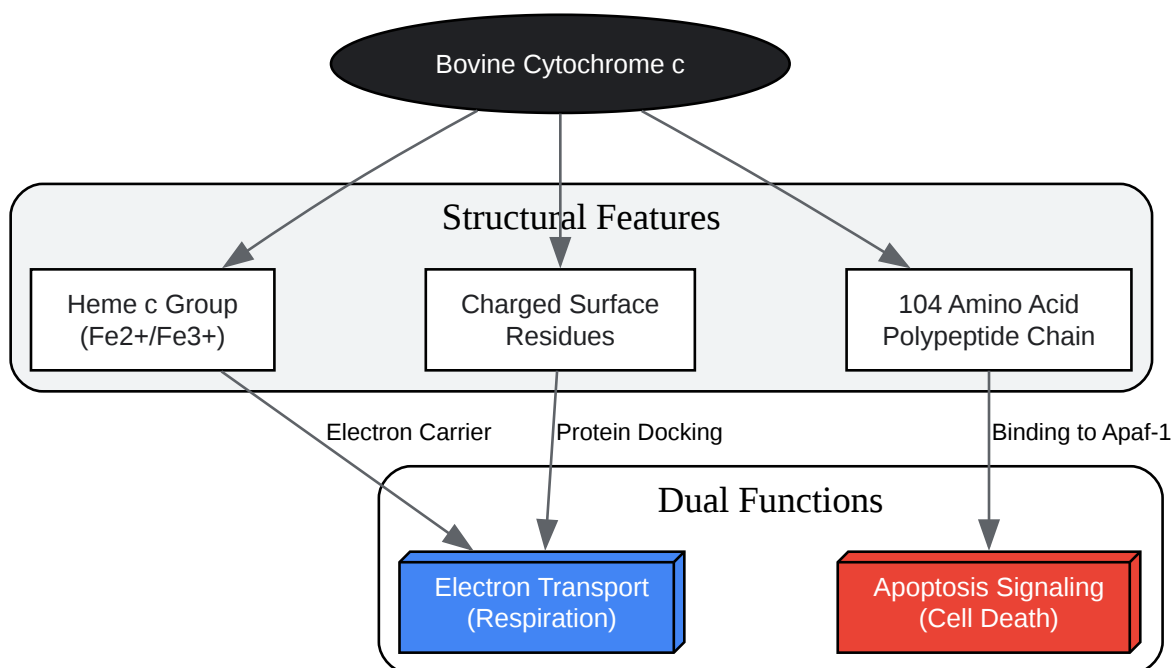 Bovine Cytochrome c
Structural Features
Heme c Group
(Fe2+/Fe3+)
Charged Surface
Residues
104 Amino Acid
Polypeptide Chain
Electron Carrier
Protein Docking
Binding to Apaf-1
Dual Functions
Electron Transport
(Respiration)
Apoptosis Signaling
(Cell Death)